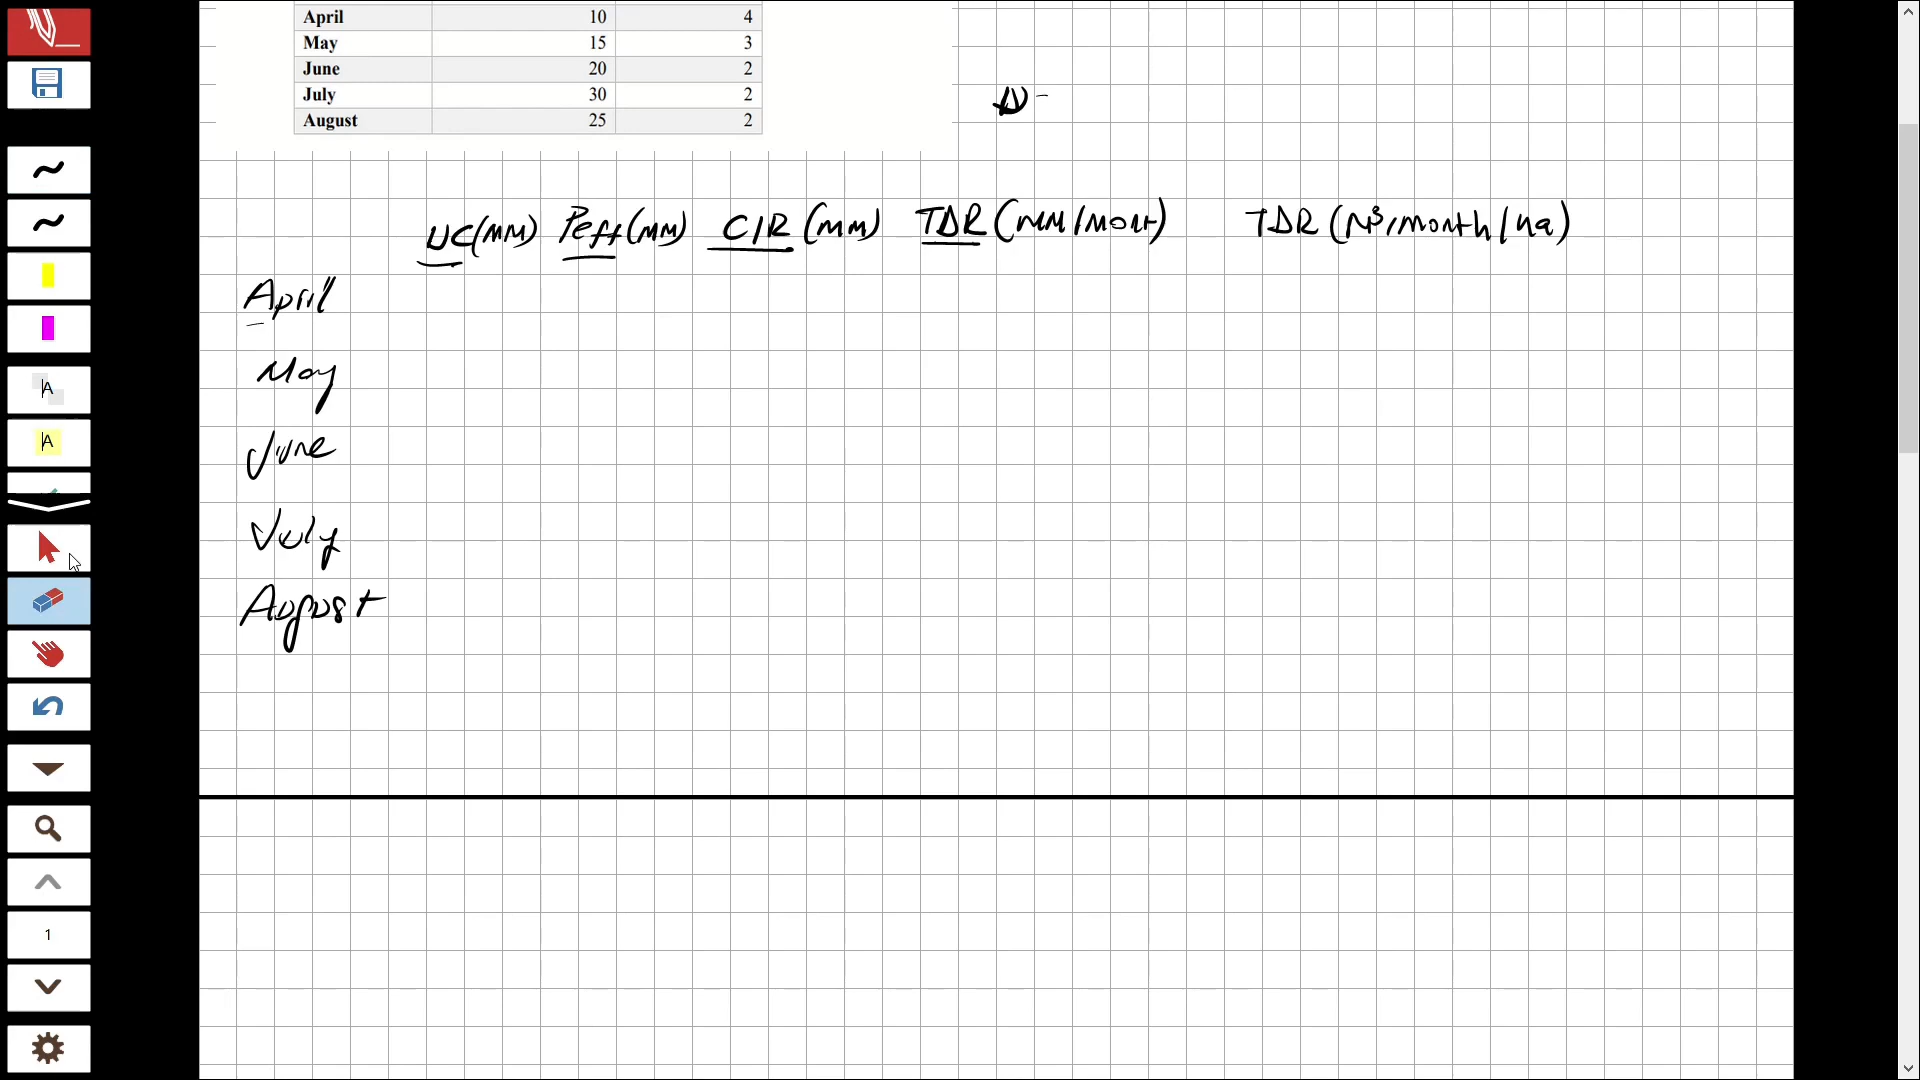 April 10 4
May 15 3
June 20 2
July 30 2
August 25 2
UC(MM) Peff(MM) CIR (mm) TDR (MM/Mont) TDR (M³/Month/ha)
April
May
June
July
August
A
A
1